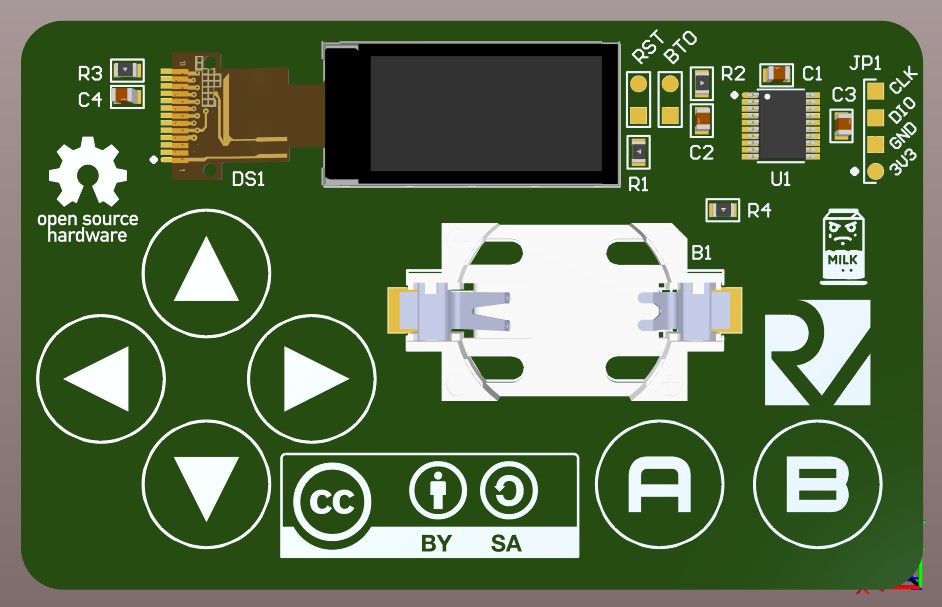 RST
BTO
R3
R2
C1
JP1
C4
C3
CLK
DIO
GND
3V3
C2
DS1
R1
U1
open source
hardware
R4
B1
MILK
A
B
cc
BY
SA